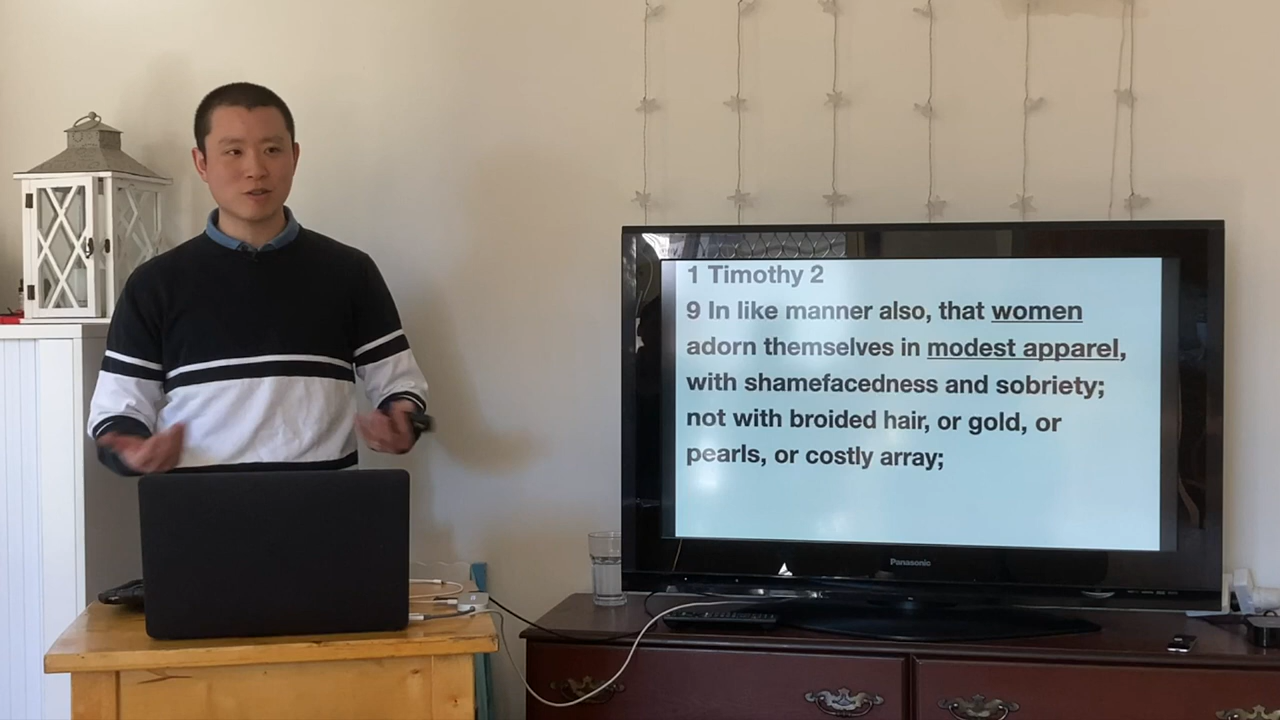 1 Timothy 2
9 In like manner also, that women
adorn themselves in modest apparel,
with shamefacedness and sobriety;
not with broided hair, or gold, or
pearls, or costly array;
Panasonic